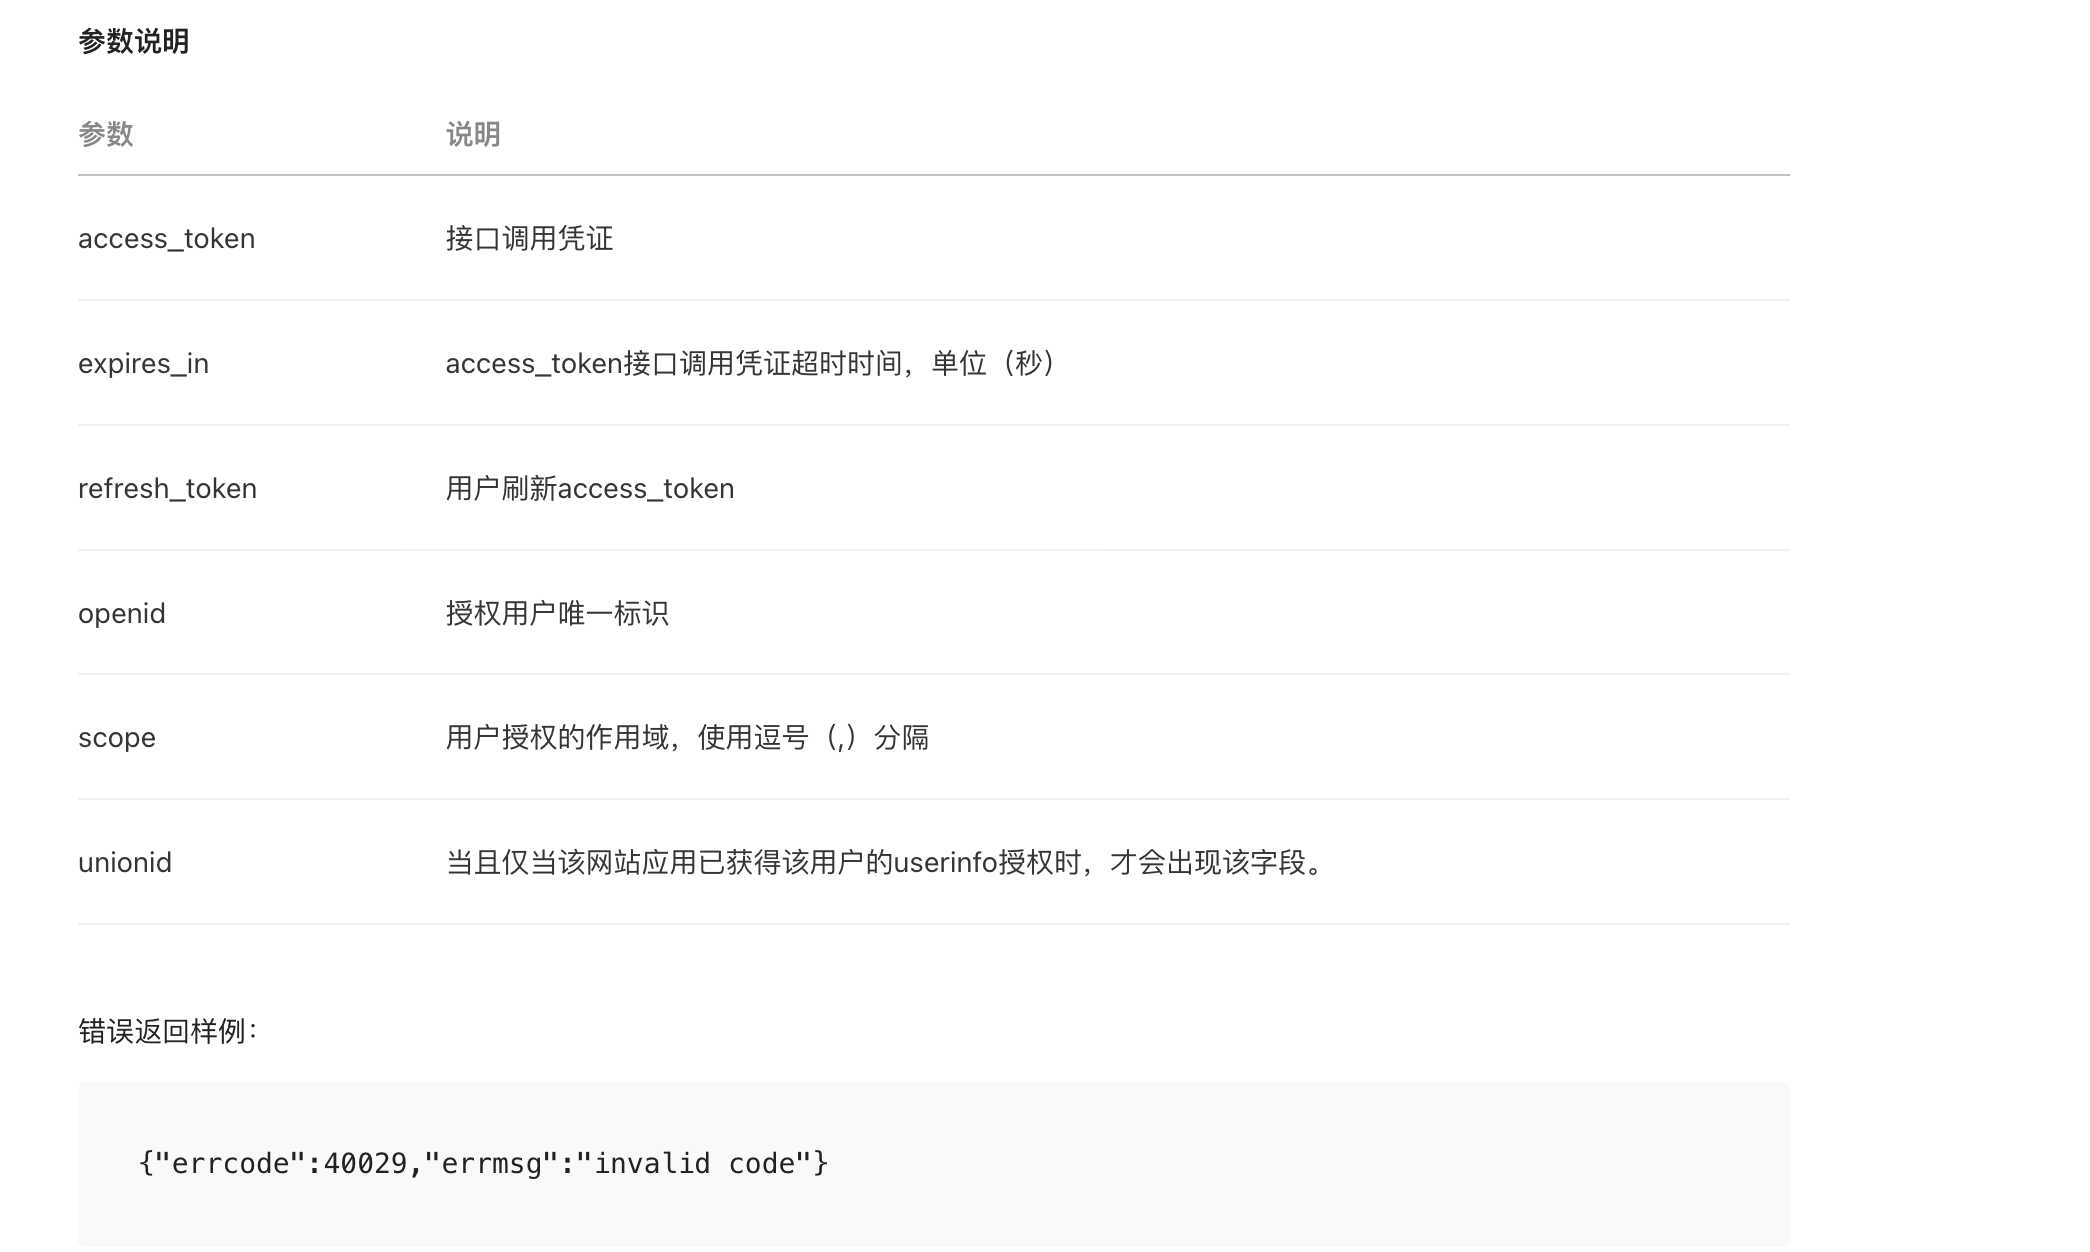 参数说明
参数 说明
access_token 接口调用凭证
expires_in access_token接口调用凭证超时时间，单位（秒）
refresh_token 用户刷新access_token
openid 授权用户唯一标识
scope 用户授权的作用域，使用逗号（,）分隔
unionid 当且仅当该网站应用已获得该用户的userinfo授权时，才会出现该字段。
错误返回样例：
{"errcode":40029,"errmsg":"invalid code"}